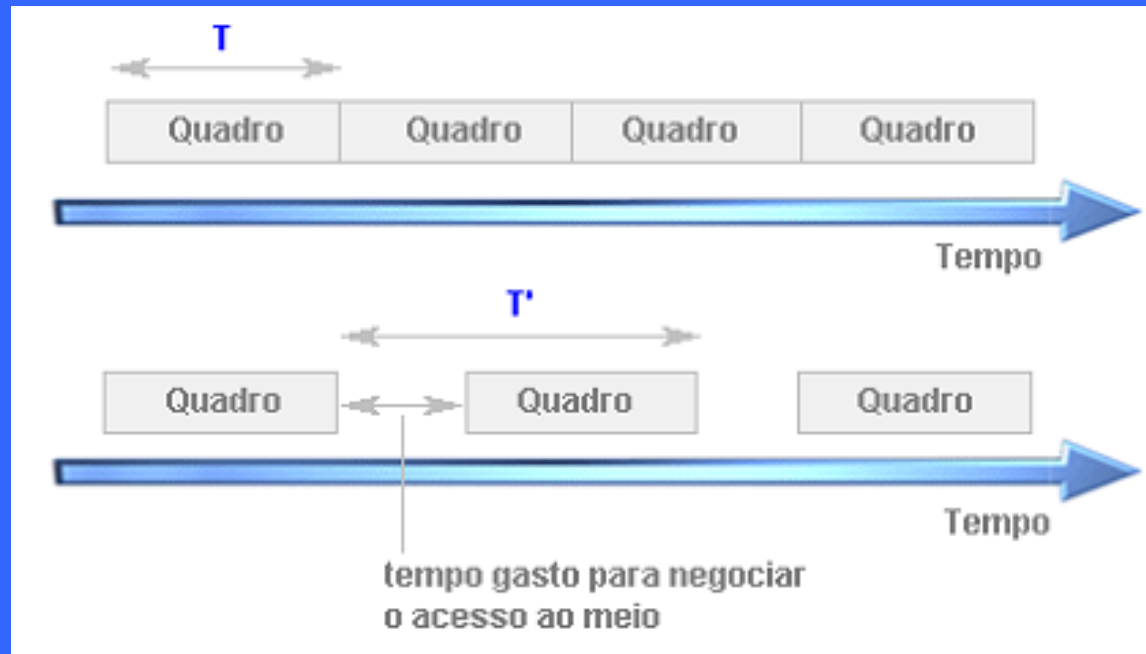 T
Quadro Quadro Quadro Quadro
Tempo
T'
Quadro Quadro Quadro
Tempo
tempo gasto para negociar
o acesso ao meio